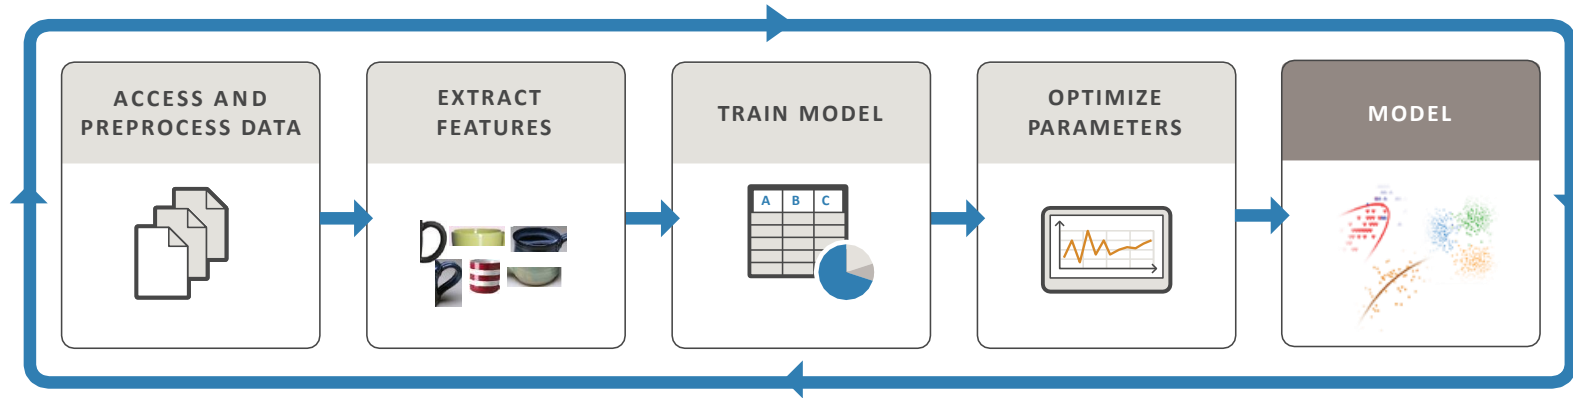 ACCESS AND
PREPROCESS DATA
EXTRACT
FEATURES
TRAIN MODEL
A B C
OPTIMIZE
PARAMETERS
MODEL